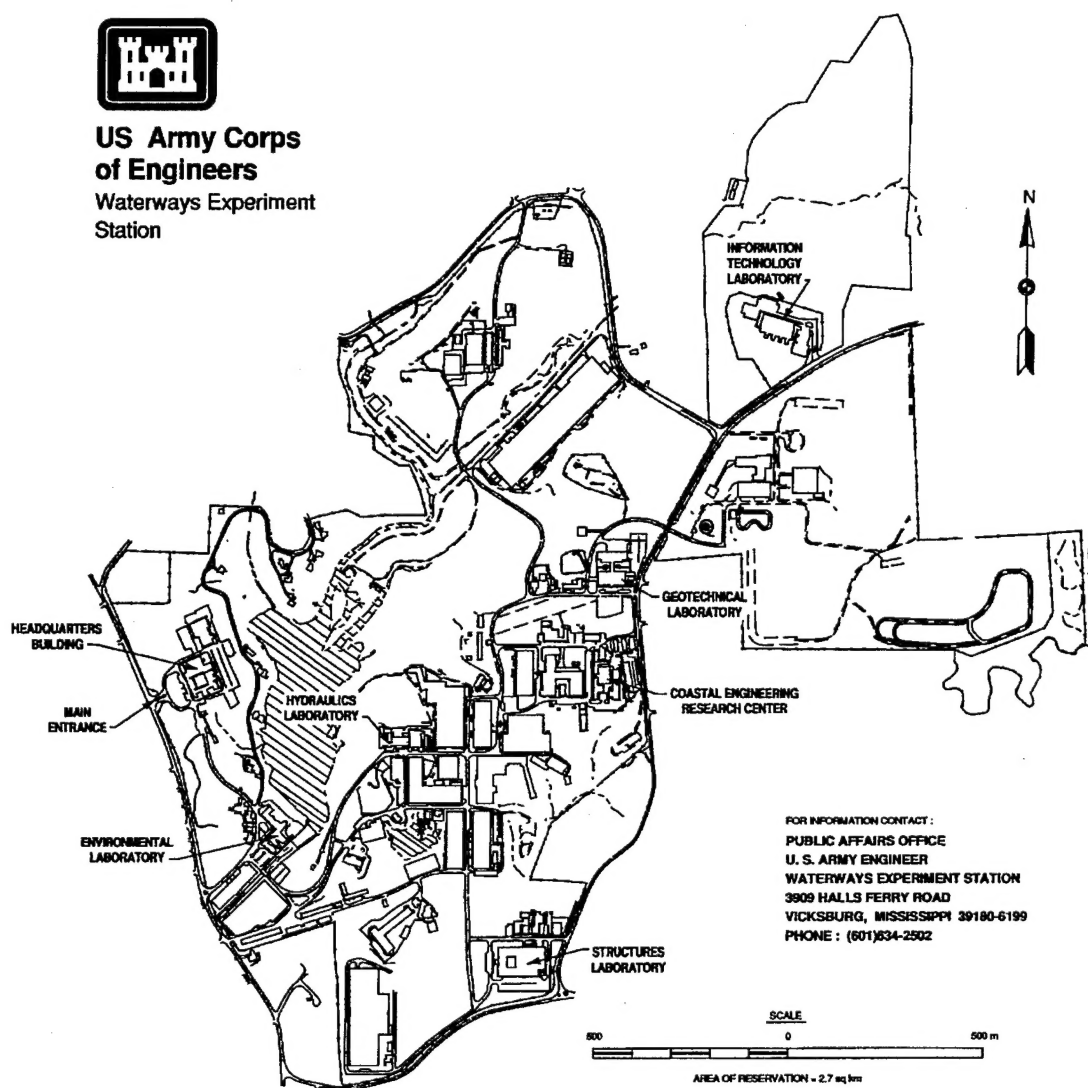 US Army Corps
of Engineers
Waterways Experiment
Station
N
INFORMATION
TECHNOLOGY
LABORATORY
GEOTECHNICAL
LABORATORY
HEADQUARTERS
BUILDING
MAIN
ENTRANCE
HYDRAULICS
LABORATORY
COASTAL ENGINEERING
RESEARCH CENTER
ENVIRONMENTAL
LABORATORY
STRUCTURES
LABORATORY
FOR INFORMATION CONTACT :
PUBLIC AFFAIRS OFFICE
U. S. ARMY ENGINEER
WATERWAYS EXPERIMENT STATION
3909 HALLS FERRY ROAD
VICKSBURG, MISSISSIPPI 39180-6199
PHONE : (601)634-2502
SCALE
500 0 500 m
AREA OF RESERVATION = 2.7 sq km